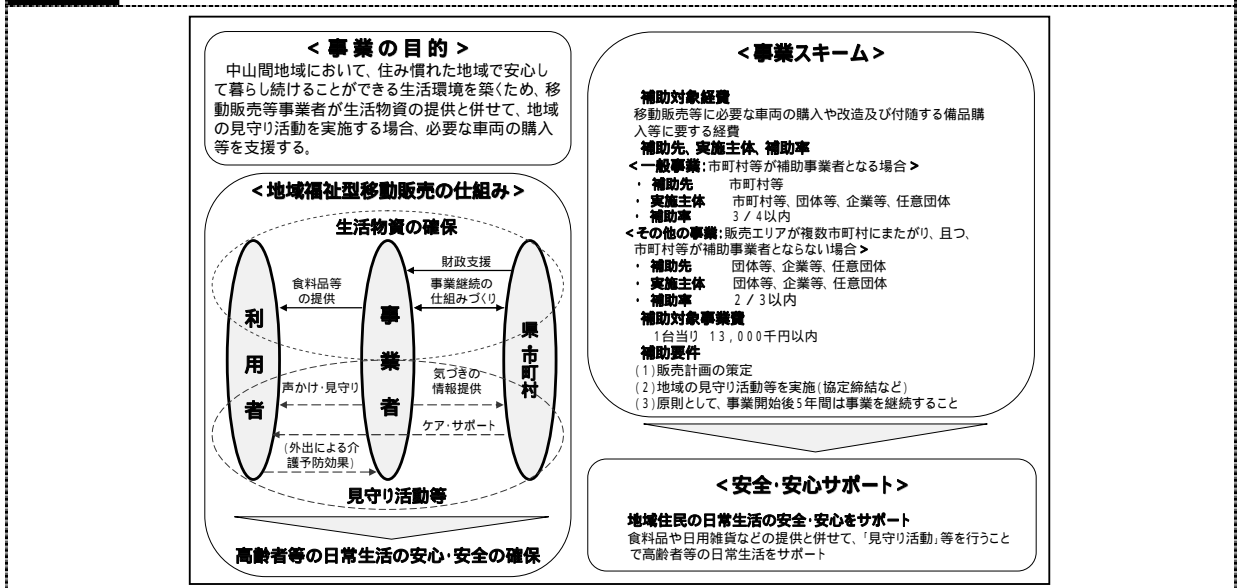 <事業の目的>
中山間地域において、住み慣れた地域で安心し
て暮らし続けることができる生活環境を築くため、移
動販売等事業者が生活物資の提供と併せて、地域
の見守り活動を実施する場合、必要な車両の購入
等を支援する。
<地域福祉型移動販売の仕組み>
生活物資の確保
財政支援
食料品等
の提供
事業継続の
仕組みづくり
利用者
事業者
県・市町村
声かけ・見守り
気づきの
情報提供
ケア・サポート
(外出による介
護予防効果)
見守り活動等
高齢者等の日常生活の安心・安全の確保
<事業スキーム>
補助対象経費
移動販売等に必要な車両の購入や改造及び付随する備品購
入等に要する経費
補助先、実施主体、補助率
<一般事業:市町村等が補助事業者となる場合>
・ 補助先 市町村等
・ 実施主体 市町村等、団体等、企業等、任意団体
・ 補助率 3/4以内
<その他の事業:販売エリアが複数市町村にまたがり、且つ、
市町村等が補助事業者とならない場合>
・ 補助先 団体等、企業等、任意団体
・ 実施主体 団体等、企業等、任意団体
・ 補助率 2/3以内
補助対象事業費
1台当り 13,000千円以内
補助要件
(1)販売計画の策定
(2)地域の見守り活動等を実施(協定締結など)
(3)原則として、事業開始後5年間は事業を継続すること
<安全・安心サポート>
地域住民の日常生活の安全・安心をサポート
食料品や日用雑貨などの提供と併せて、「見守り活動」等を行うこと
で高齢者等の日常生活をサポート